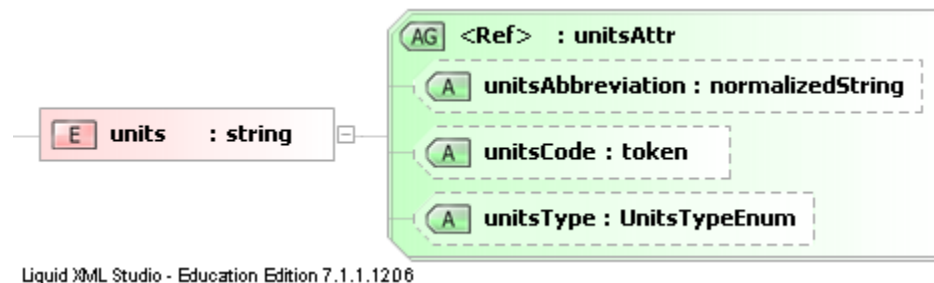 AG <Ref> : unitsAttr
A unitsAbbreviation : normalizedString
E units : string
A unitsCode : token
A unitsType : UnitsTypeEnum
Liquid XML Studio - Education Edition 7.1.1.1206